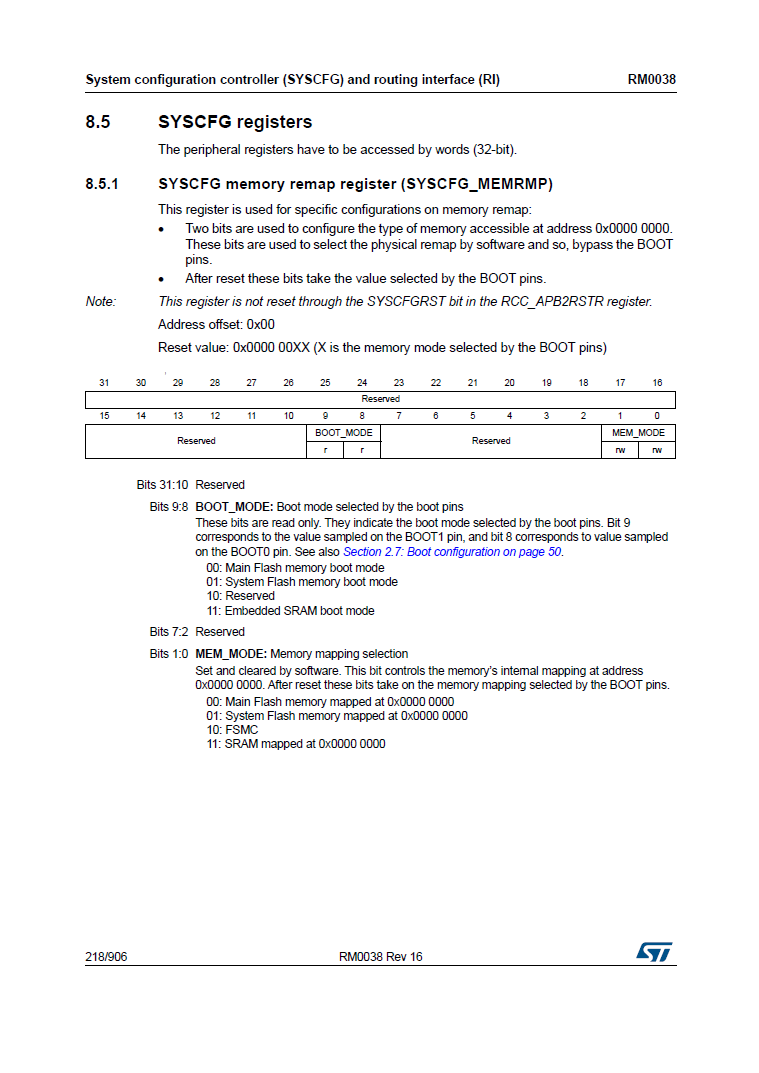 System configuration controller (SYSCFG) and routing interface (RI) RM0038
8.5 SYSCFG registers
The peripheral registers have to be accessed by words (32-bit).
8.5.1 SYSCFG memory remap register (SYSCFG_MEMRMP)
This register is used for specific configurations on memory remap:
• Two bits are used to configure the type of memory accessible at address 0x0000 0000.
These bits are used to select the physical remap by software and so, bypass the BOOT
pins.
• After reset these bits take the value selected by the BOOT pins.
Note: This register is not reset through the SYSCFGRST bit in the RCC_APB2RSTR register.
Address offset: 0x00
Reset value: 0x0000 00XX (X is the memory mode selected by the BOOT pins)
31 30 29 28 27 26 25 24 23 22 21 20 19 18 17 16
Reserved
15 14 13 12 11 10 9 8 7 6 5 4 3 2 1 0
Reserved BOOT_MODE Reserved MEM_MODE
r r rw rw
Bits 31:10 Reserved
Bits 9:8 BOOT_MODE: Boot mode selected by the boot pins
These bits are read only. They indicate the boot mode selected by the boot pins. Bit 9
corresponds to the value sampled on the BOOT1 pin, and bit 8 corresponds to value sampled
on the BOOT0 pin. See also Section 2.7: Boot configuration on page 50.
00: Main Flash memory boot mode
01: System Flash memory boot mode
10: Reserved
11: Embedded SRAM boot mode
Bits 7:2 Reserved
Bits 1:0 MEM_MODE: Memory mapping selection
Set and cleared by software. This bit controls the memory's internal mapping at address
0x0000 0000. After reset these bits take on the memory mapping selected by the BOOT pins.
00: Main Flash memory mapped at 0x0000 0000
01: System Flash memory mapped at 0x0000 0000
10: FSMC
11: SRAM mapped at 0x0000 0000
218/906 RM0038 Rev 16 ST